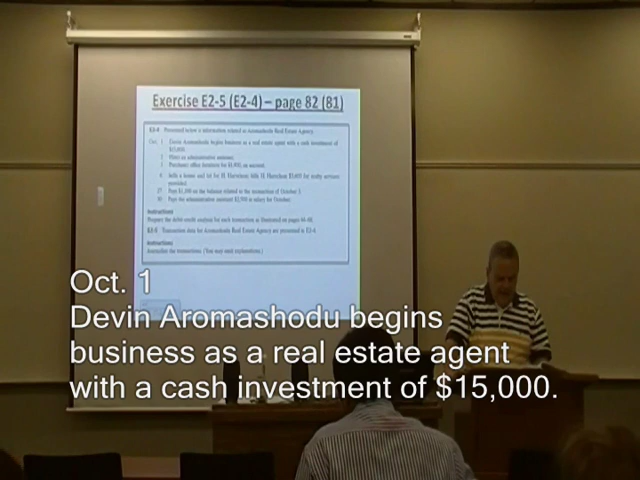 Exercise E2-5 (E2-4) – page 82 (81)
E2-4 Presented below is information related to Aromashodu Real Estate Agency.
Oct. 1 Devin Aromashodu begins business as a real estate agent with a cash investment of
$15,000.
2 Hires an administrative assistant.
3 Purchases office furniture for $1,900, on account.
6 Sells a house and lot for H. Hurtelson; bills H. Hurtelson $3,600 for realty services
provided.
27 Pays $1,100 on the balance related to the transaction of October 3.
30 Pays the administrative assistant $2,500 in salary for October.
Instructions
Prepare the debit-credit analysis for each transaction as illustrated on pages
E2-5 Transaction data for Aromashodu Real Estate Agency are presented in E2-4.
Instructions
Journalize the transactions. (You may omit explanations.)
Oct. 1
Devin Aromashodu begins
business as a real estate agent
with a cash investment of $15,000.